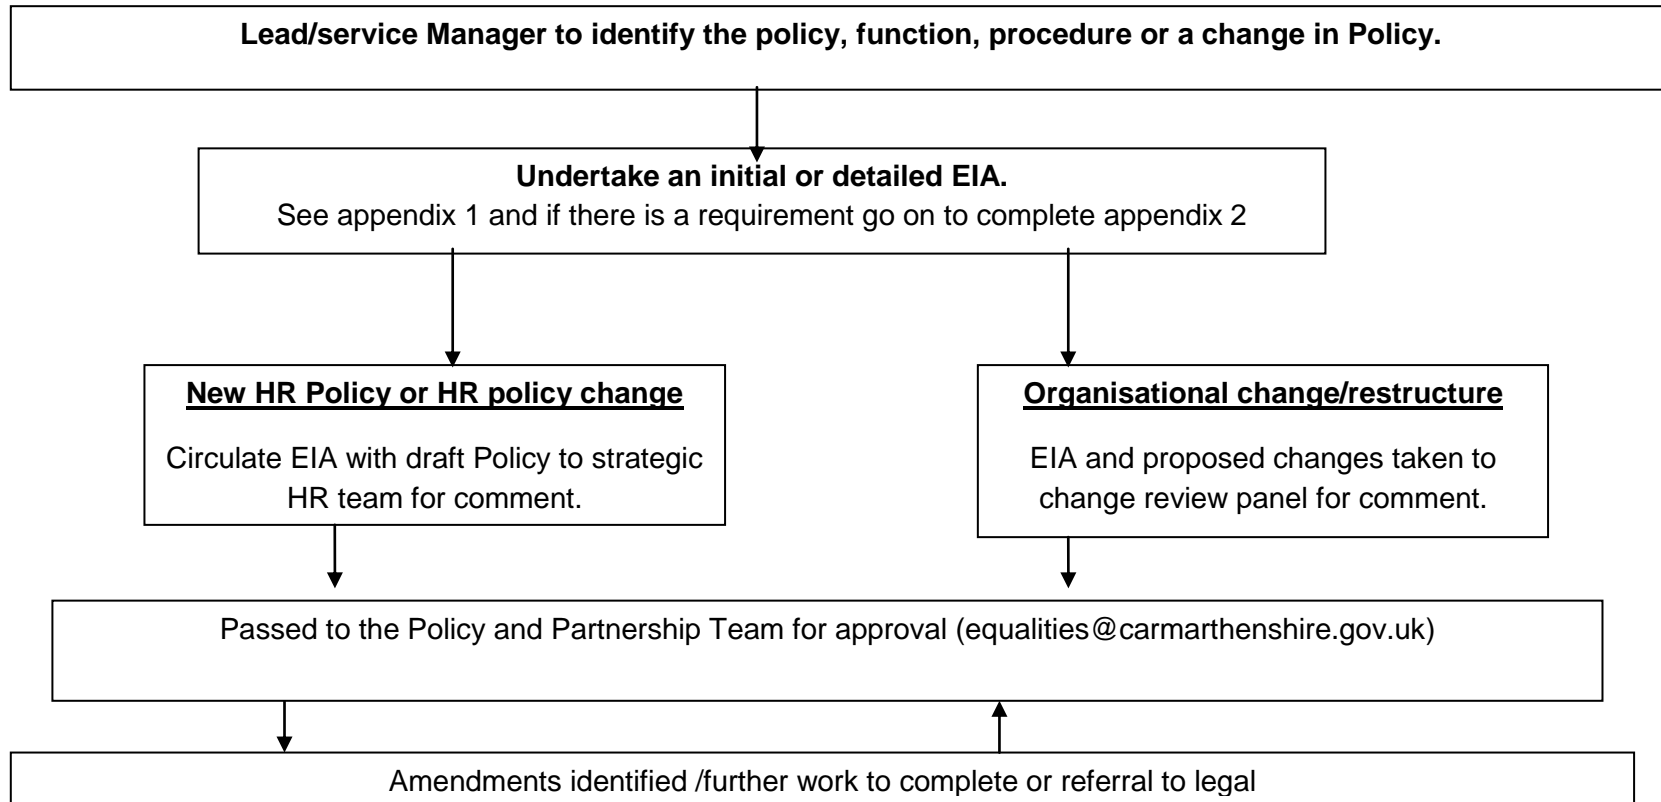 Lead/service Manager to identify the policy, function, procedure or a change in Policy.
Undertake an initial or detailed EIA.
See appendix 1 and if there is a requirement go on to complete appendix 2
New HR Policy or HR policy change
Circulate EIA with draft Policy to strategic
HR team for comment.
Organisational change/restructure
EIA and proposed changes taken to
change review panel for comment.
Passed to the Policy and Partnership Team for approval (equalities@carmarthenshire.gov.uk)
Amendments identified /further work to complete or referral to legal